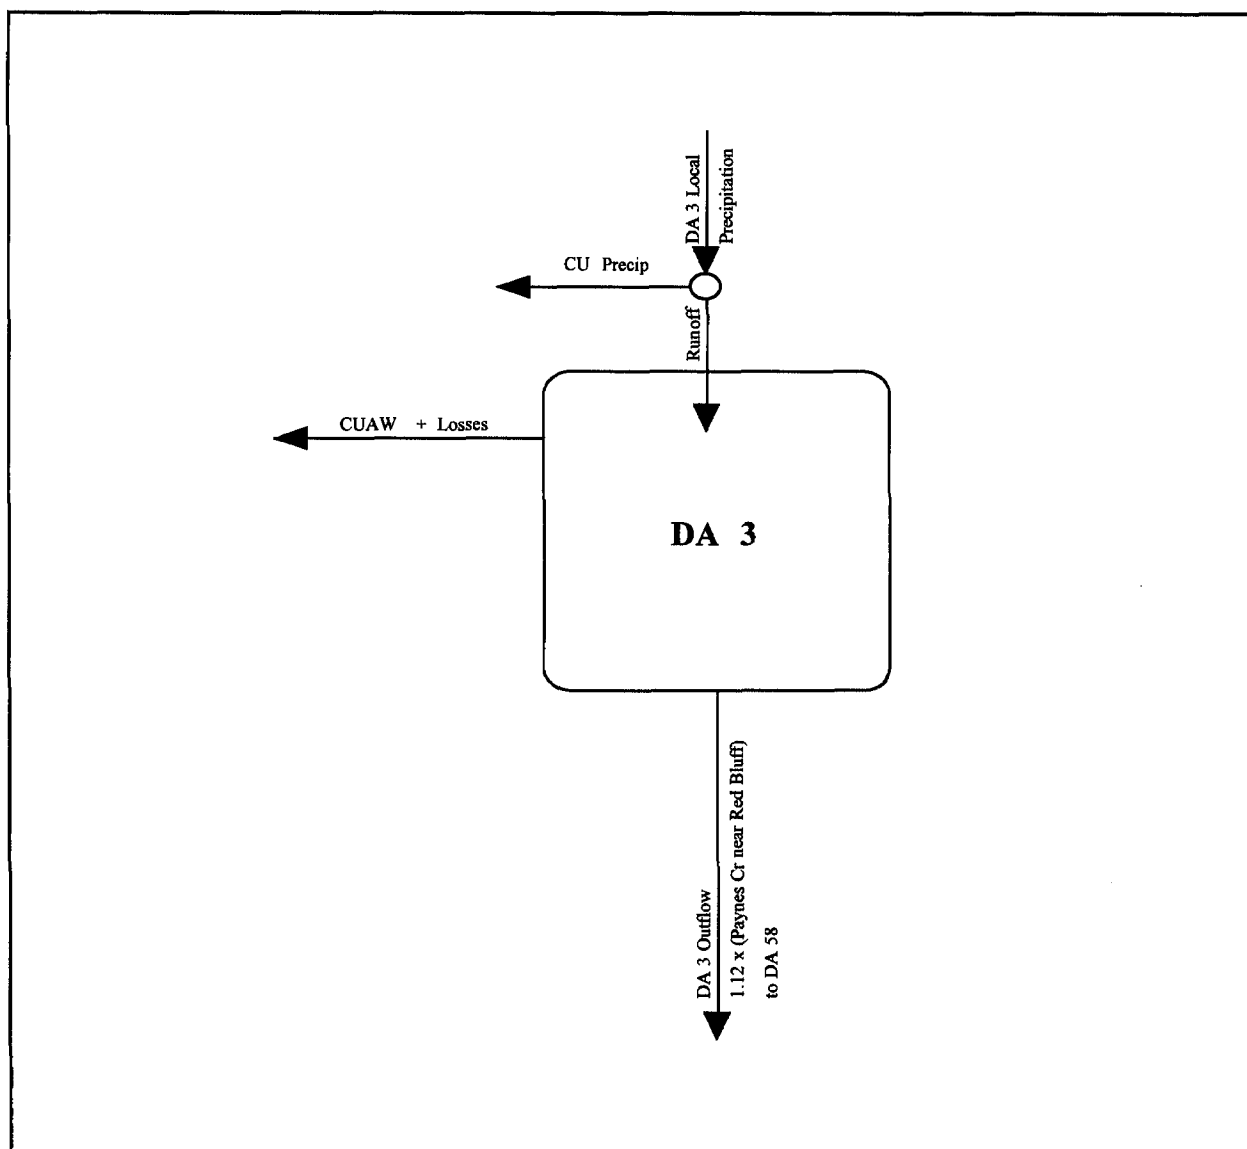 DA 3 Local
Precipitation
CU Precip
Runoff
CUAW + Losses
DA 3
DA 3 Outflow
1.12 x (Paynes Cr near Red Bluff)
to DA 58